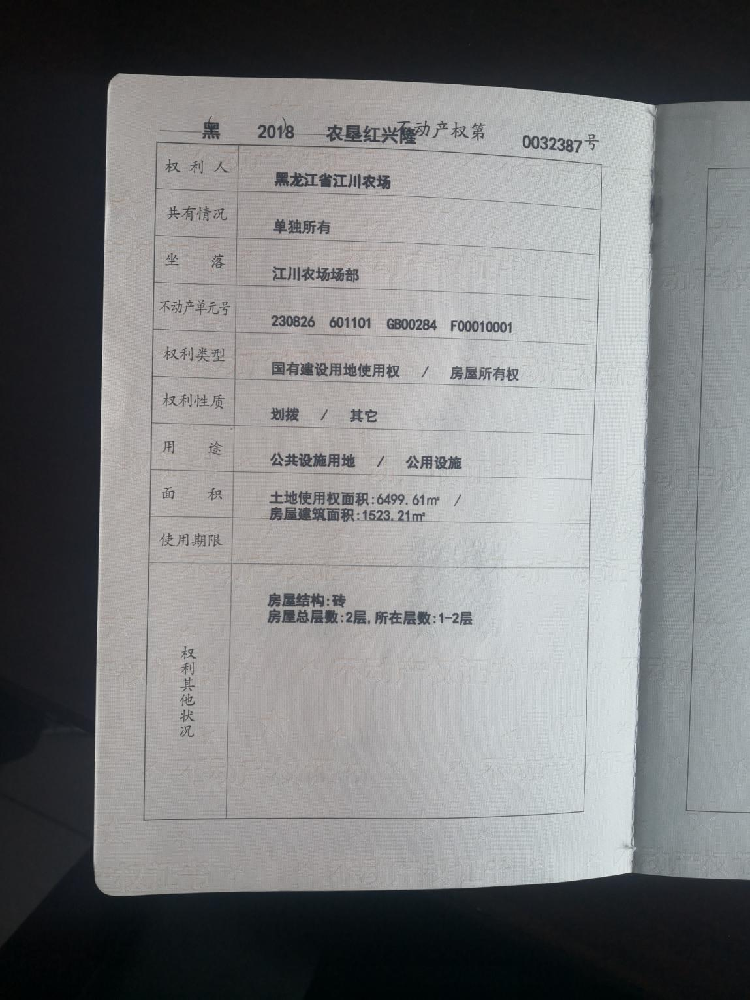 黑（2018）农垦红兴隆不动产权第0032387号
权利人 黑龙江省江川农场
共有情况 单独所有
坐落 江川农场场部
不动产单元号 230826 601101 GB00284 F00010001
权利类型 国有建设用地使用权 / 房屋所有权
权利性质 划拨 / 其它
用途 公共设施用地 / 公用设施
面积 土地使用权面积:6499.61㎡ /
房屋建筑面积:1523.21㎡
使用期限
权利其他状况 房屋结构:砖
房屋总层数:2层,所在层数:1-2层